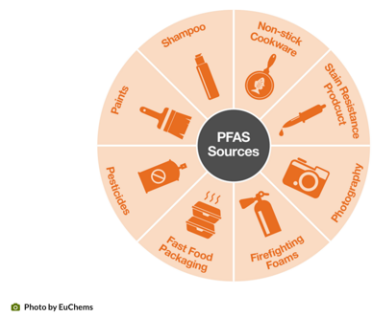 Shampoo
Non-stick
Cookware
Stain Resistance
Product
Photography
Firefighting
Foams
Fast Food
Packaging
Pesticides
Paints
PFAS
Sources
Photo by EuChems